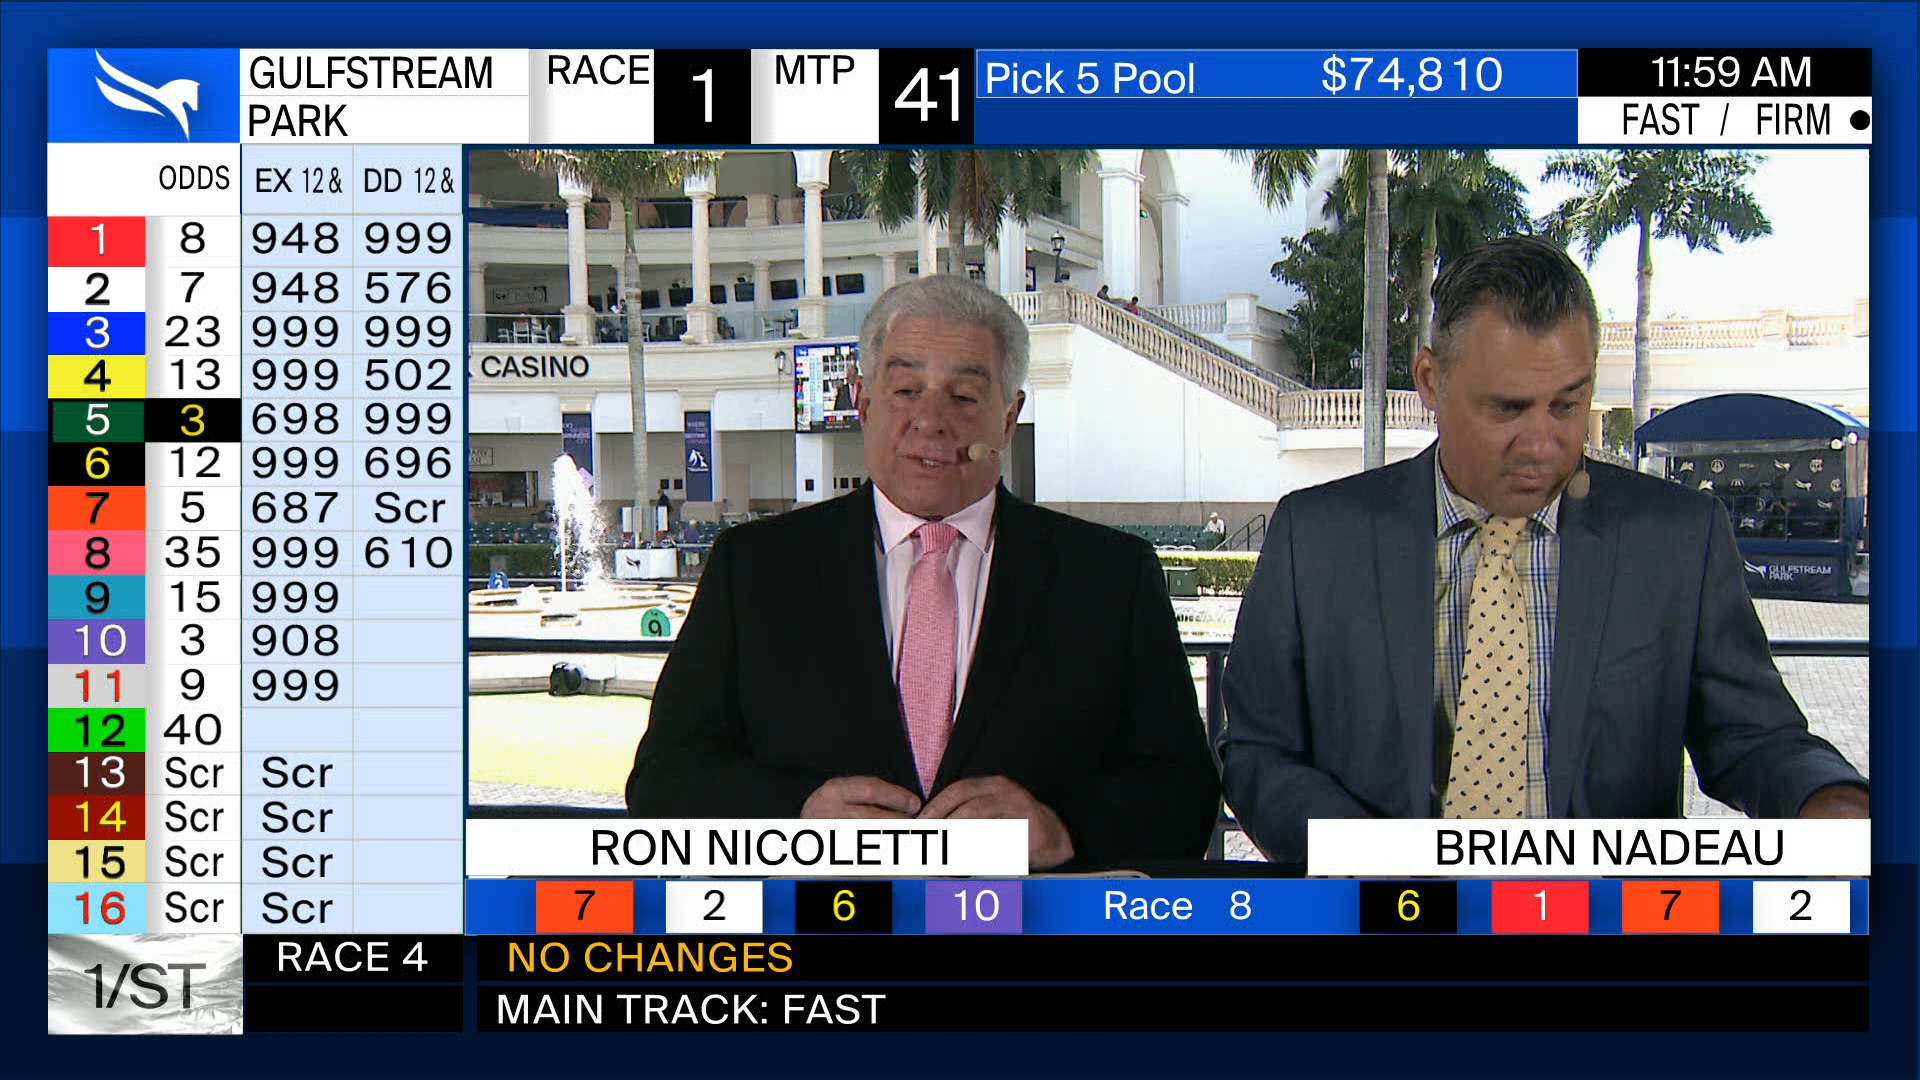 GULFSTREAM PARK
RACE 1
MTP 41
Pick 5 Pool $74,810
11:59 AM
FAST / FIRM
ODDS EX 12& DD 12&
1 8 948 999
2 7 948 576
3 23 999 999
4 13 999 502
5 3 698 999
6 12 999 696
7 5 687 Scr
8 35 999 610
9 15 999
10 3 908
11 9 999
12 40
13 Scr Scr
14 Scr Scr
15 Scr Scr
16 Scr Scr
CASINO
9
GULFSTREAM
PARK
RON NICOLETTI BRIAN NADEAU
7 2 6 10 Race 8 6 1 7 2
1/ST RACE 4 NO CHANGES
MAIN TRACK: FAST